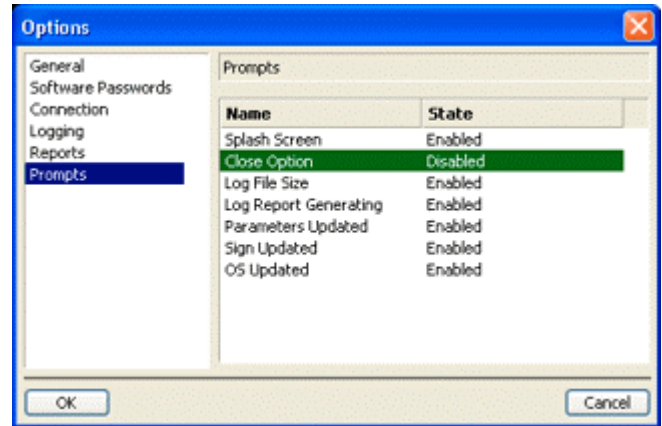 Options
General
Software Passwords
Connection
Logging
Reports
Prompts
Prompts
Name State
Splash Screen Enabled
Close Option Disabled
Log File Size Enabled
Log Report Generating Enabled
Parameters Updated Enabled
Sign Updated Enabled
OS Updated Enabled
OK Cancel